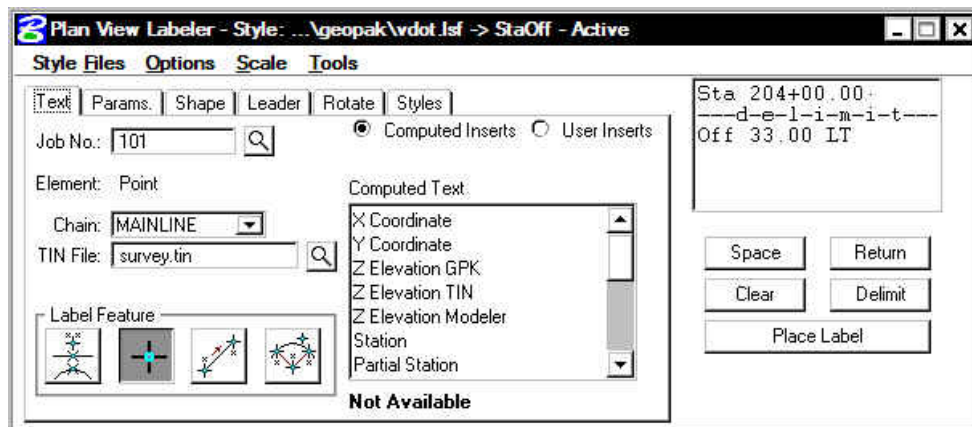 Plan View Labeler - Style: ...\geopak\vdot.lsf -> StaOff - Active
Style Files Options Scale Tools
Text Params. Shape Leader Rotate Styles
Job No.: 101
Computed Inserts User Inserts
Element: Point
Chain: MAINLINE
TIN File: survey.tin
Label Feature
Computed Text
X Coordinate
Y Coordinate
Z Elevation GPK
Z Elevation TIN
Z Elevation Modeler
Station
Partial Station
Not Available
Sta 204+00.00
---d-e-l-i-m-i-t---
Off 33.00 LT
Space Return
Clear Delimit
Place Label